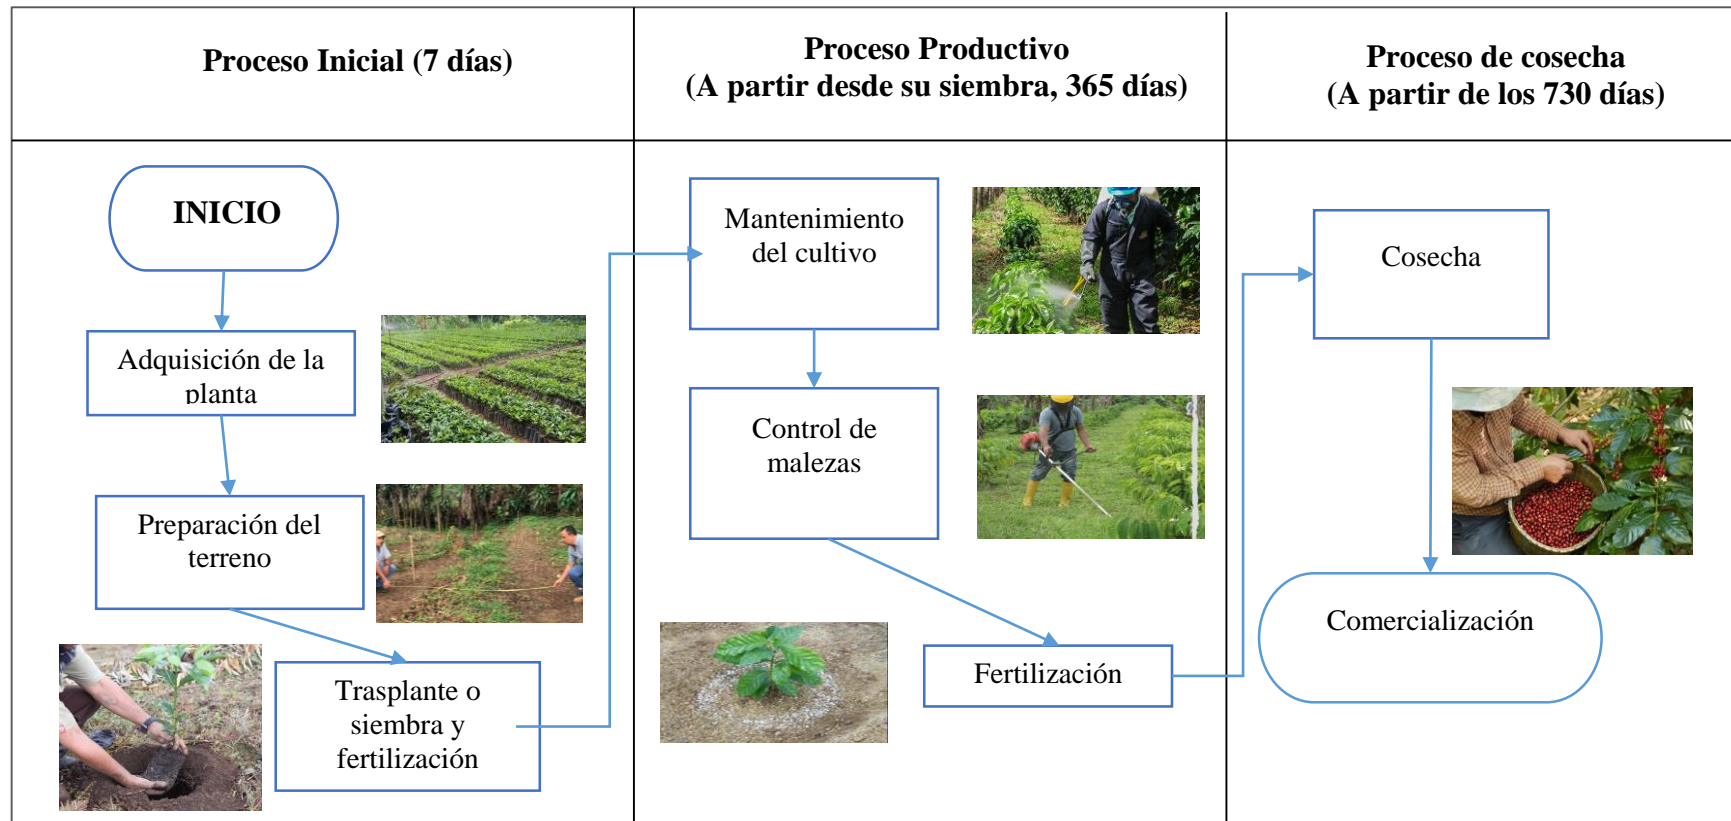 Proceso Inicial (7 días)
Proceso Productivo
(A partir desde su siembra, 365 días)
Proceso de cosecha
(A partir de los 730 días)
INICIO
Adquisición de la
planta
Preparación del
terreno
Trasplante o
siembra y
fertilización
Mantenimiento
del cultivo
Control de
malezas
Fertilización
Cosecha
Comercialización